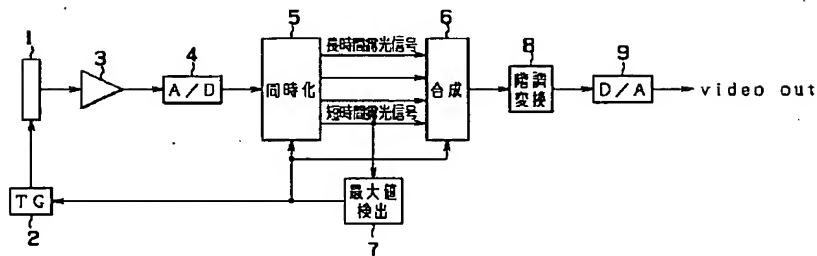 1
3
4
A/D
5
同時化
長時間露光信号
短時間露光信号
6
合成
8
階調
変換
9
D/A
video out
TG
2
最大値
検出
7